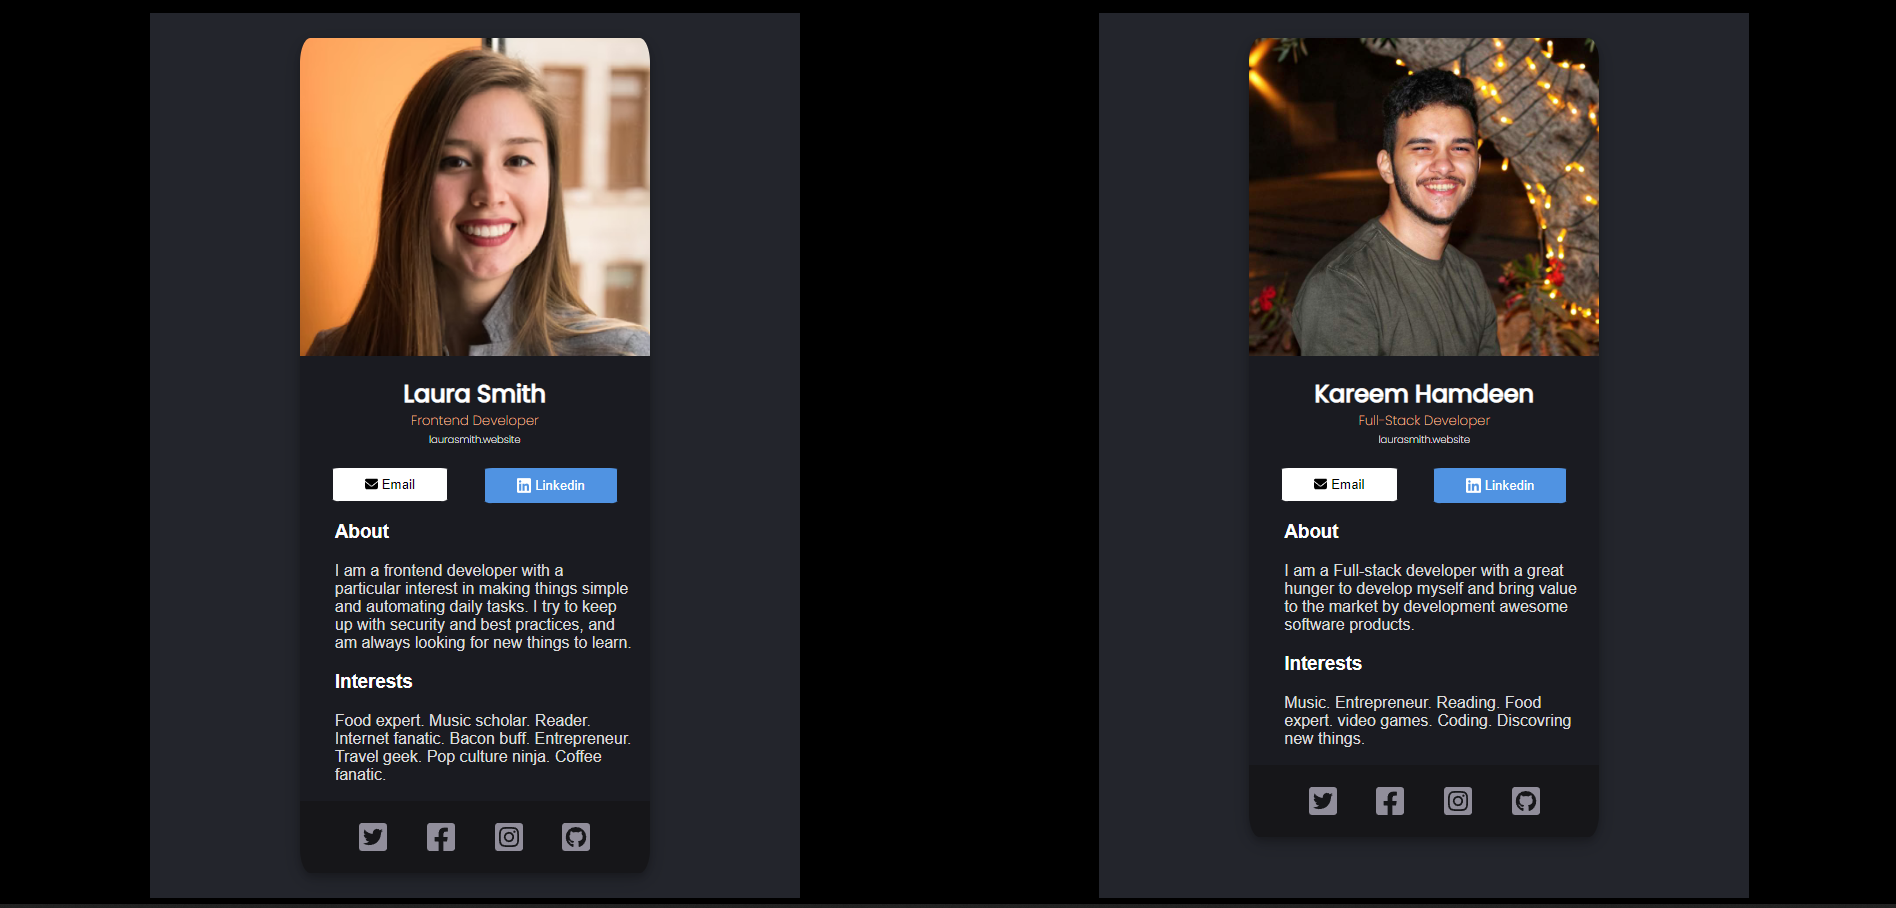 Laura Smith
Frontend Developer
laurasmith.website
Email
Linkedin
About
I am a frontend developer with a
particular interest in making things simple
and automating daily tasks. I try to keep
up with security and best practices, and
am always looking for new things to learn.
Interests
Food expert. Music scholar. Reader.
Internet fanatic. Bacon buff. Entrepreneur.
Travel geek. Pop culture ninja. Coffee
fanatic.
Kareem Hamdeen
Full-Stack Developer
laurasmith.website
Email
Linkedin
About
I am a Full-stack developer with a great
hunger to develop myself and bring value
to the market by development awesome
software products.
Interests
Music. Entrepreneur. Reading. Food
expert. video games. Coding. Discovring
new things.